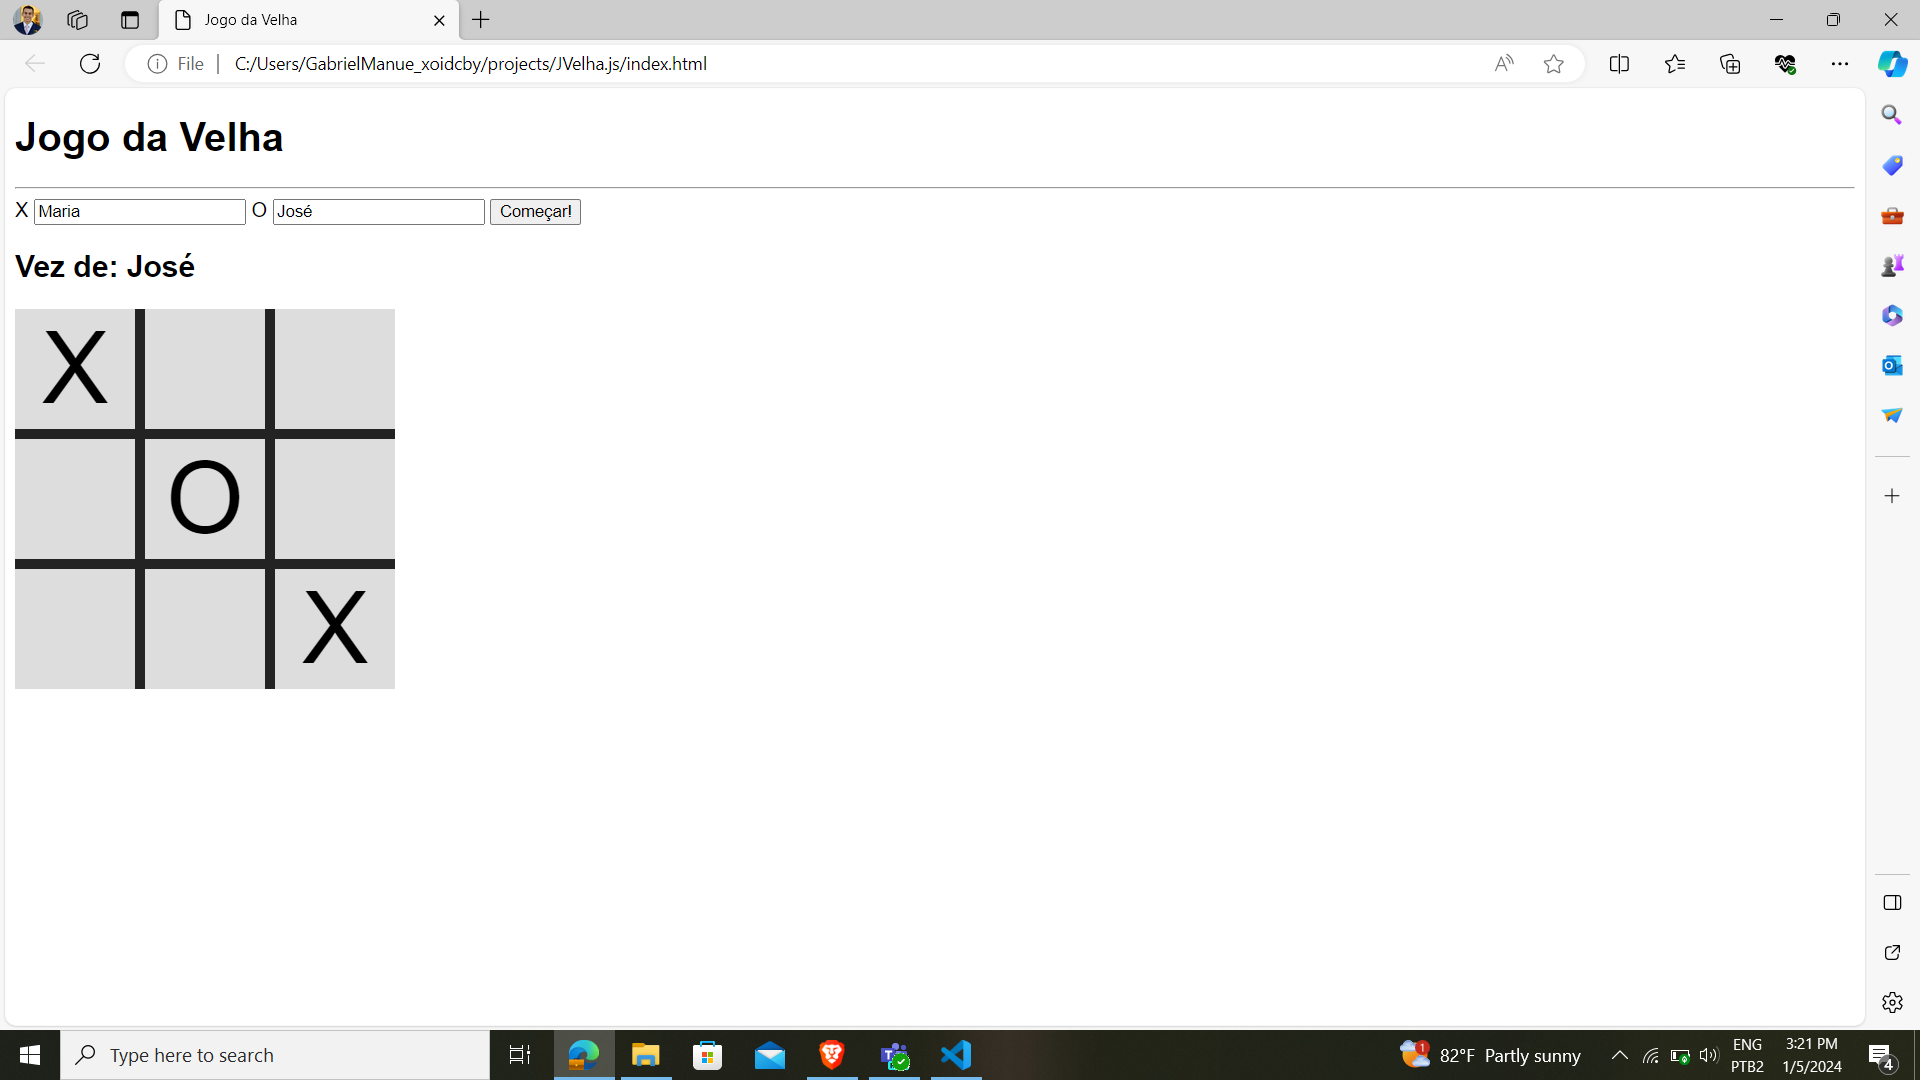 Jogo da Velha
File
C:/Users/GabrielManue_xoidcby/projects/JVelha.js/index.html
Jogo da Velha
X Maria O José Começar!
Vez de: José
X
O
X
Type here to search
1
82°F Partly sunny
ENG
PTB2
3:21 PM
1/5/2024
4